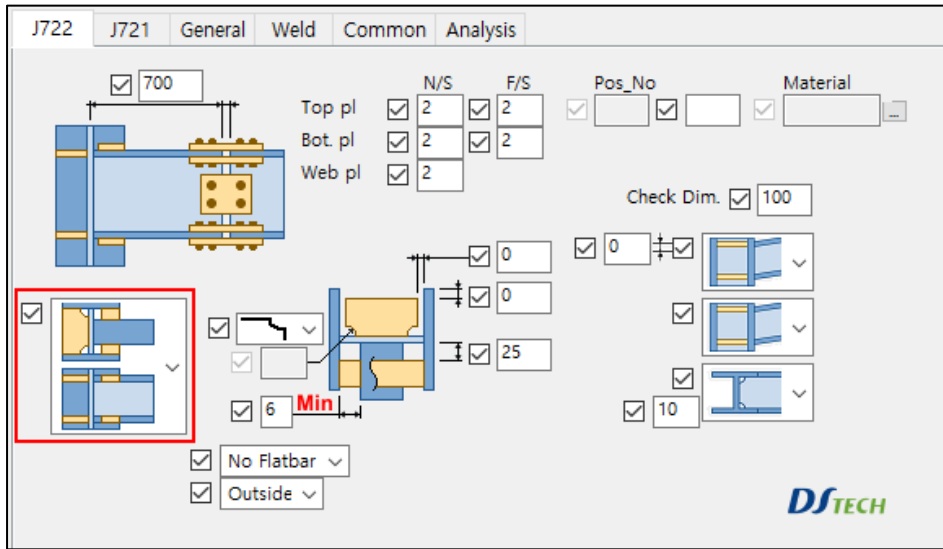 J722 J721 General Weld Common Analysis
700
N/S F/S Pos_No Material
Top pl 2 2 ...
Bot. pl 2 2
Web pl 2
Check Dim. 100
0 0
0
25
6 Min 10
No Flatbar
Outside
DSTECH